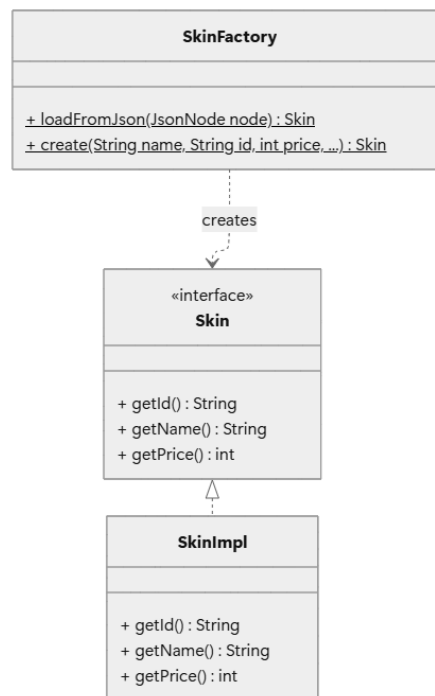 SkinFactory
+ loadFromJson(JsonNode node) : Skin
+ create(String name, String id, int price, ...) : Skin
creates
«interface»
Skin
+ getId() : String
+ getName() : String
+ getPrice() : int
SkinImpl
+ getId() : String
+ getName() : String
+ getPrice() : int